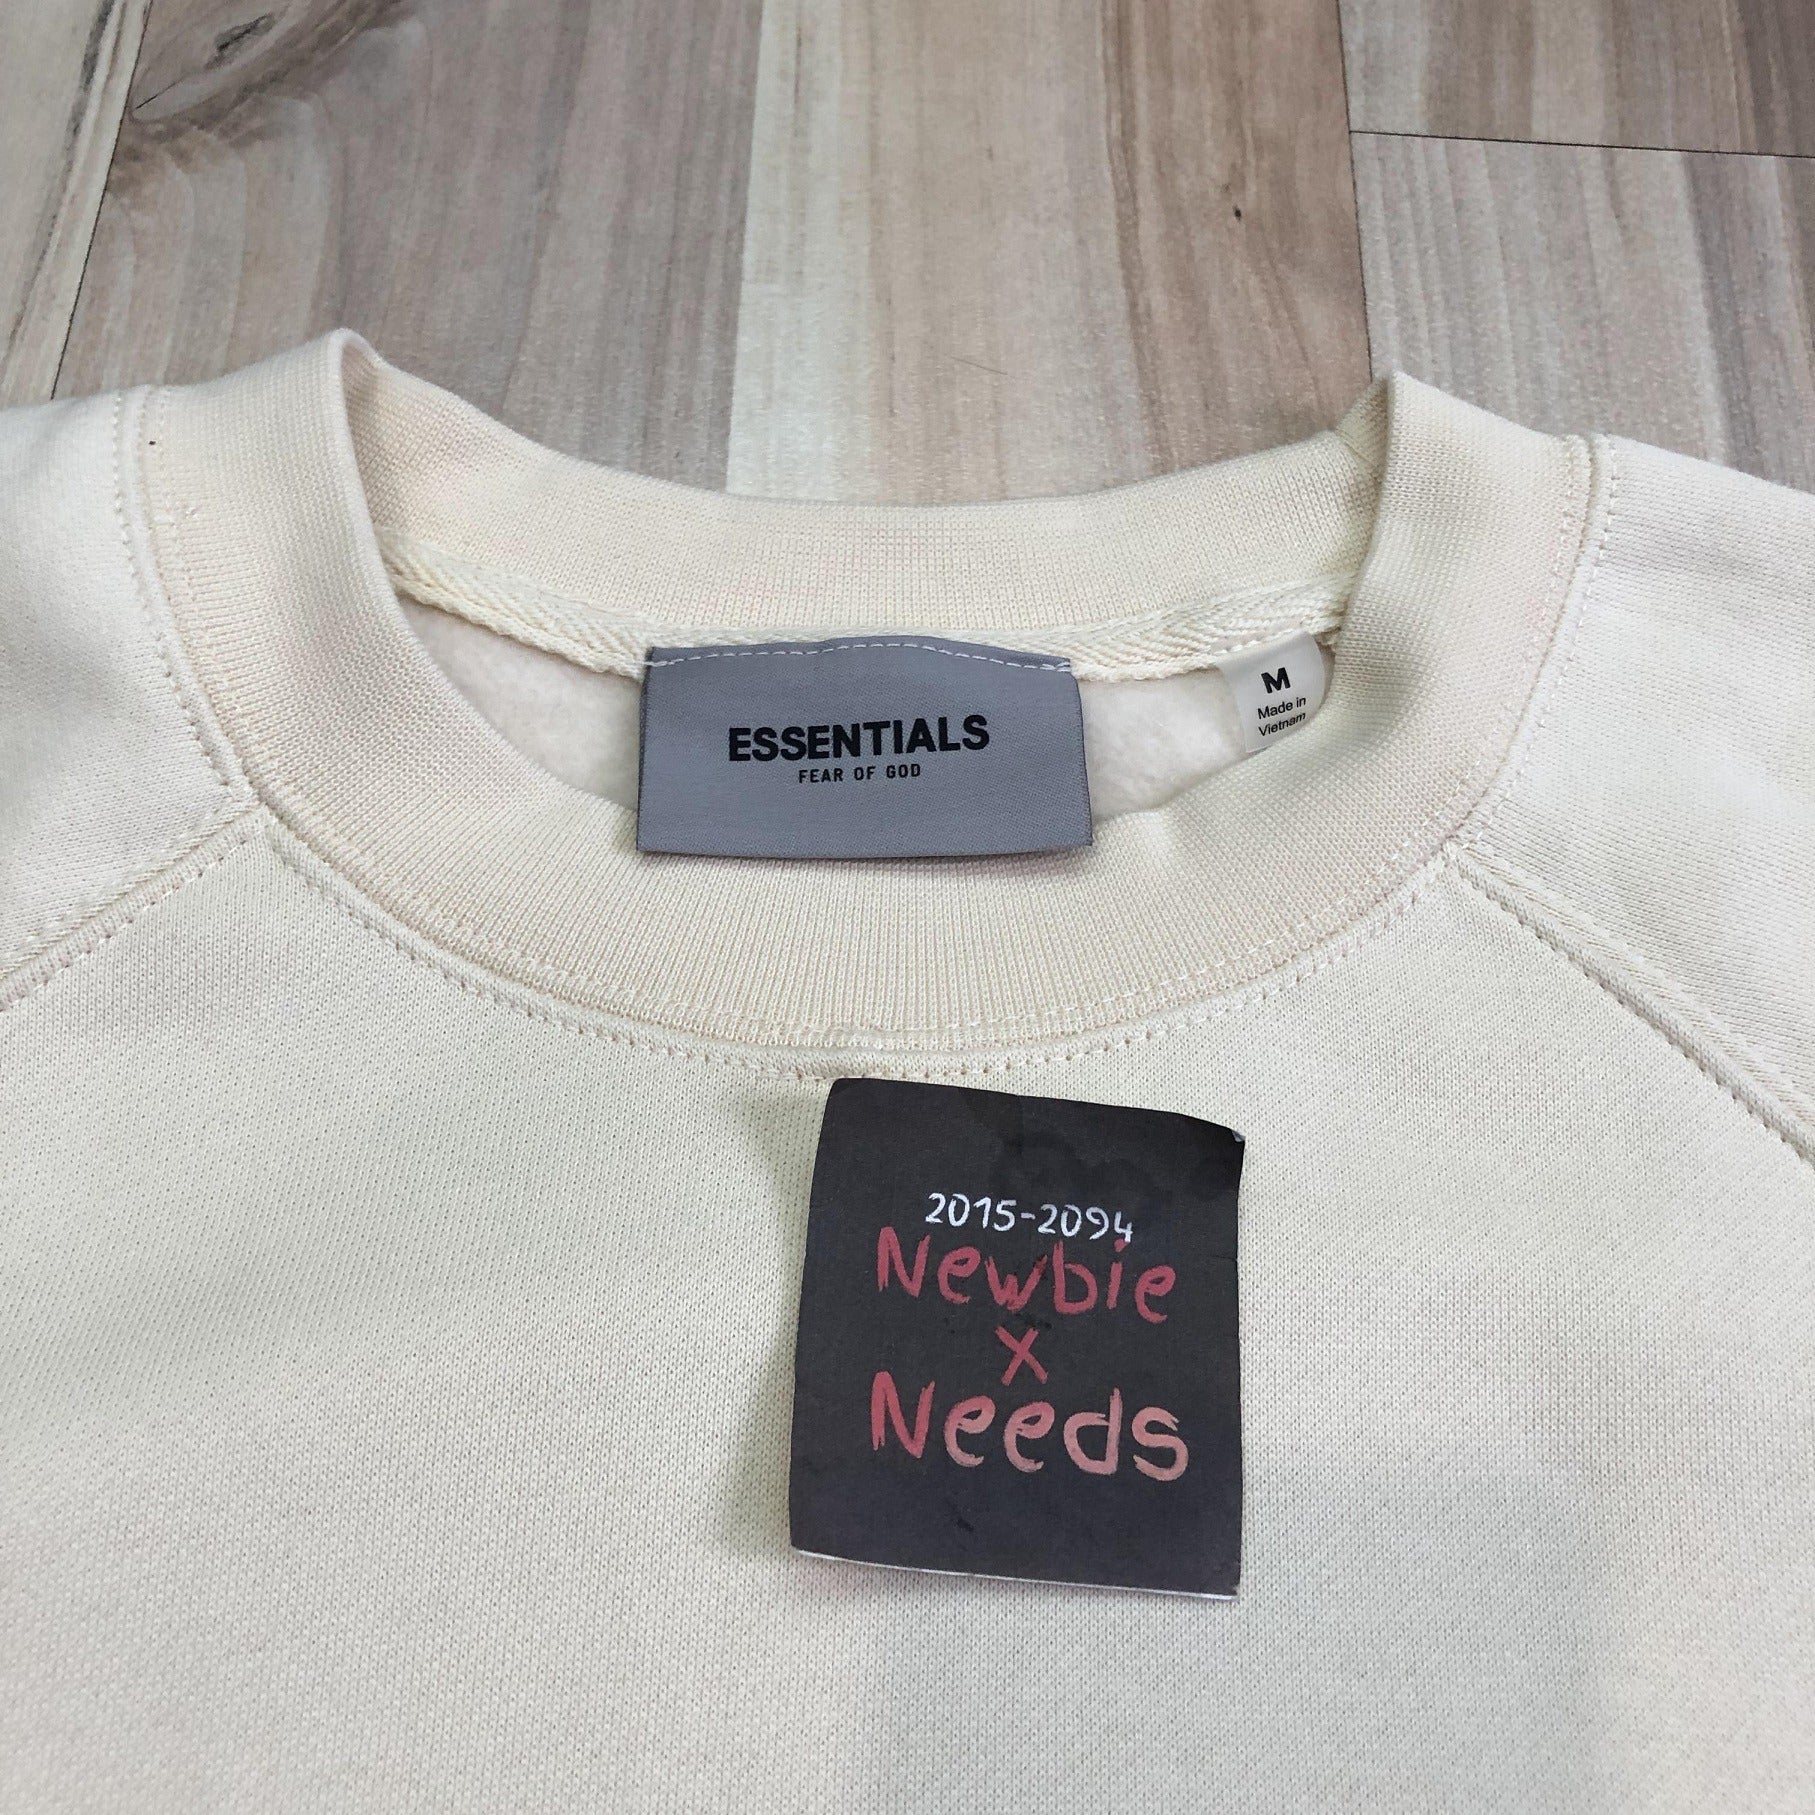 ESSENTIALS
FEAR OF GOD
M
Made in
Vietnam
2015-2094
Newbie
x
Needs